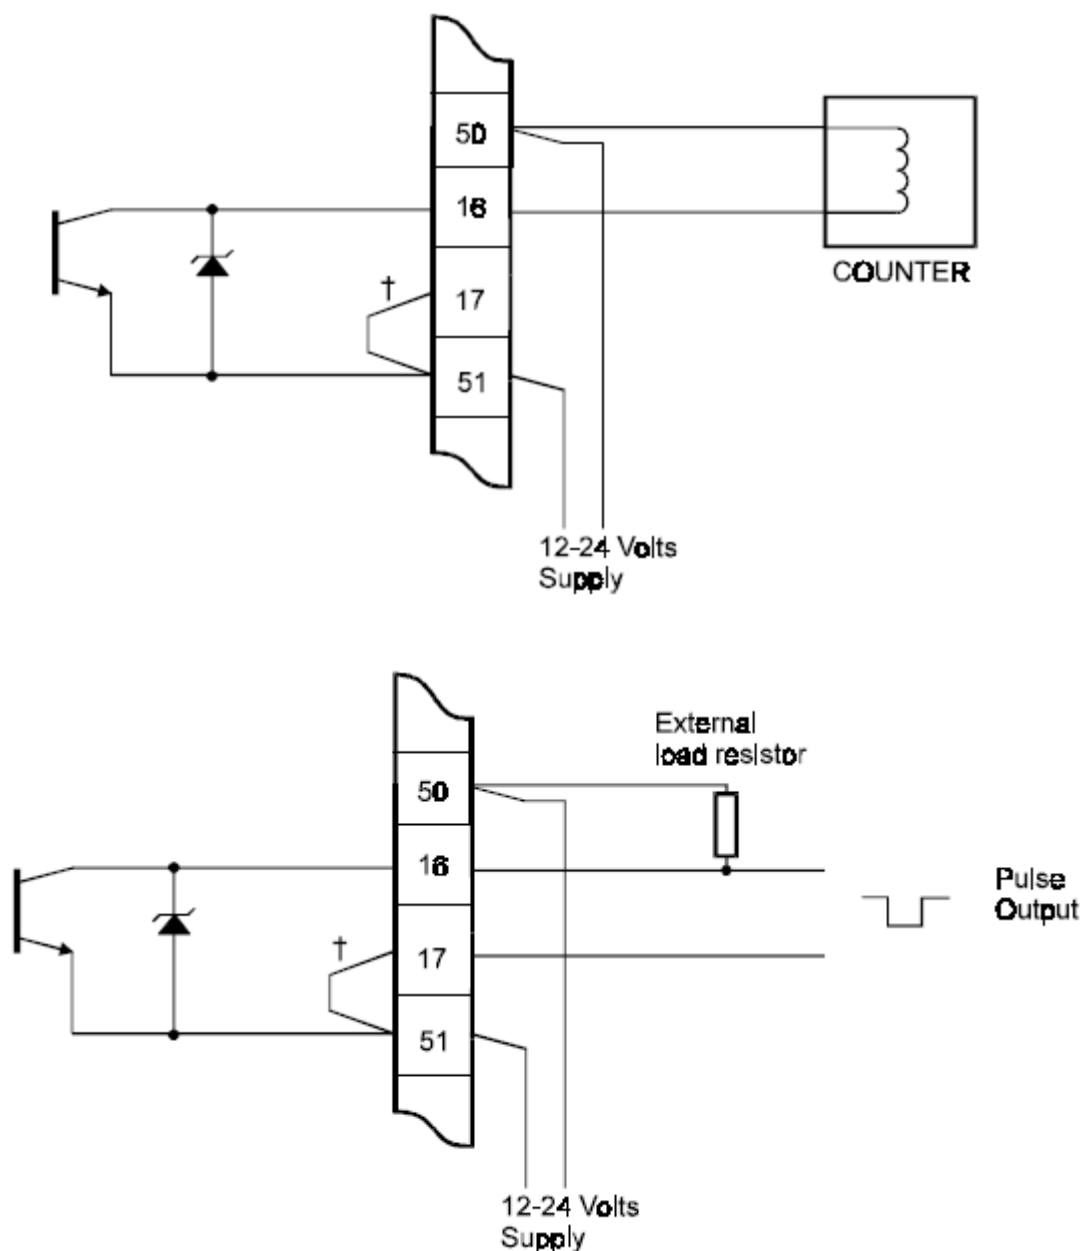 50
16
COUNTER
†
17
51
12-24 Volts
Supply
External
load resistor
50
16
Pulse
Output
†
17
51
12-24 Volts
Supply